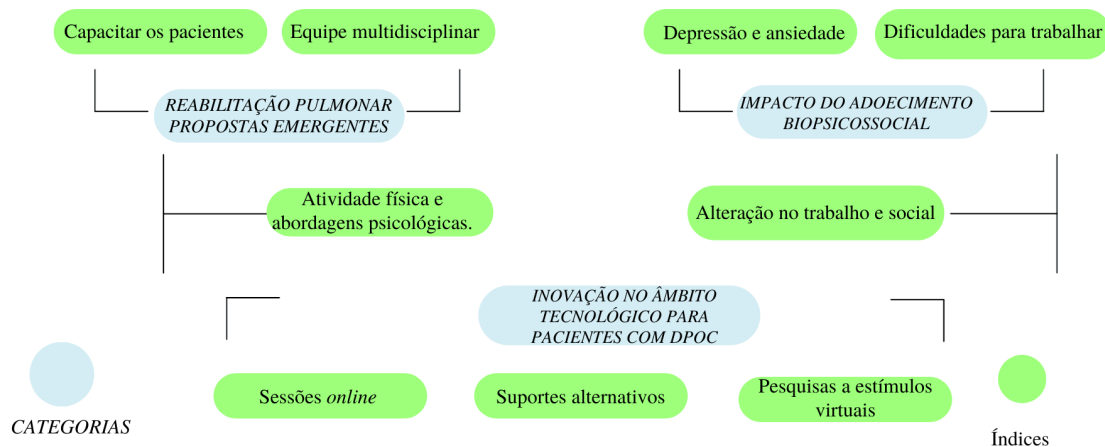 Capacitar os pacientes
Equipe multidisciplinar
Depressão e ansiedade
Dificuldades para trabalhar
REABILITAÇÃO PULMONAR
PROPOSTAS EMERGENTES
IMPACTO DO ADOECIMENTO
BIOPSICOSSOCIAL
Atividade física e
abordagens psicológicas.
Alteração no trabalho e social
INOVAÇÃO NO ÂMBITO
TECNOLÓGICO PARA
PACIENTES COM DPOC
Sessões online
Suportes alternativos
Pesquisas a estímulos
virtuais
CATEGORIAS
Índices